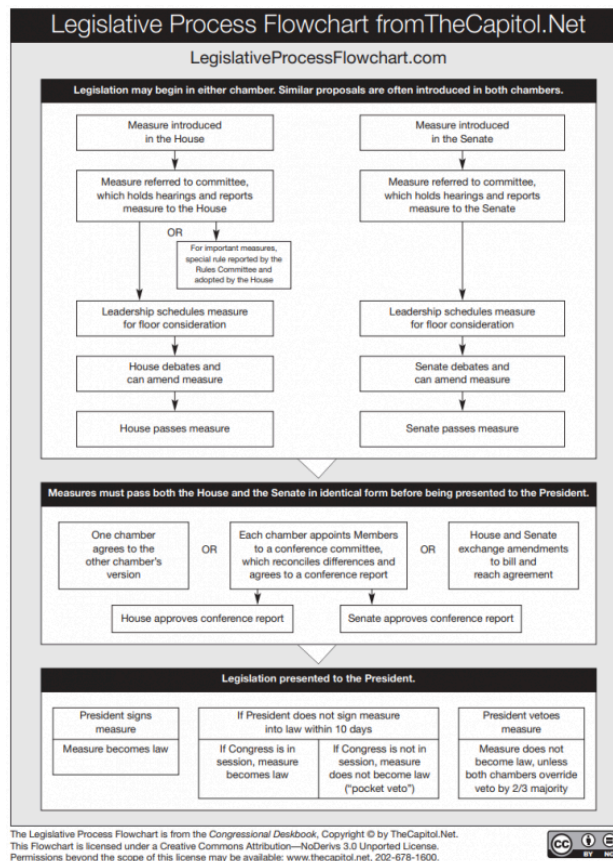 Legislative Process Flowchart fromTheCapitol.Net
LegislativeProcessFlowchart.com
Legislation may begin in either chamber. Similar proposals are often introduced in both chambers.
Measure introduced
in the House
Measure referred to committee,
which holds hearings and reports
measure to the House
OR
For important measures,
special rule reported by the
Rules Committee and
adopted by the House
Leadership schedules measure
for floor consideration
House debates and
can amend measure
House passes measure
Measure introduced
in the Senate
Measure referred to committee,
which holds hearings and reports
measure to the Senate
Leadership schedules measure
for floor consideration
Senate debates and
can amend measure
Senate passes measure
Measures must pass both the House and the Senate in identical form before being presented to the President.
One chamber
agrees to the
other chamber's
version
OR
Each chamber appoints Members
to a conference committee,
which reconciles differences and
agrees to a conference report
OR
House and Senate
exchange amendments
to bill and
reach agreement
House approves conference report
Senate approves conference report
Legislation presented to the President.
President signs
measure
Measure becomes law
If President does not sign measure
into law within 10 days
If Congress is in
session, measure
becomes law
If Congress is not in
session, measure
does not become law
("pocket veto")
President vetoes
measure
Measure does not
become law, unless
both chambers override
veto by 2/3 majority
The Legislative Process Flowchart is from the Congressional Deskbook, Copyright © by TheCapitol.Net.
This Flowchart is licensed under a Creative Commons Attribution—NoDerivs 3.0 Unported License.
Permissions beyond the scope of this license may be available: www.thecapitol.net, 202-678-1600.
CC
BY